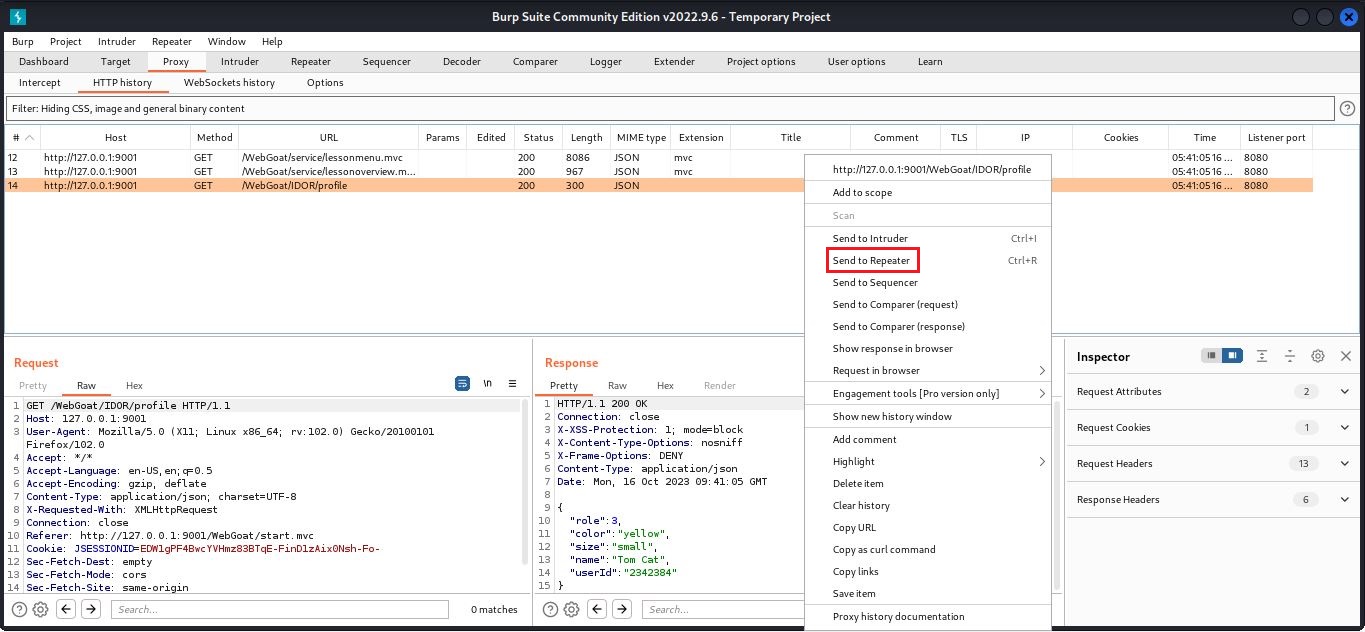 Burp Suite Community Edition v2022.9.6 - Temporary Project
Burp Project Intruder Repeater Window Help
Dashboard Target Proxy Intruder Repeater Sequencer Decoder Comparer Logger Extender Project options User options Learn
Intercept HTTP history WebSockets history Options
Filter: Hiding CSS, image and general binary content
# Host Method URL Params Edited Status Length MIME type Extension Title Comment TLS IP Cookies Time Listener port
12 http://127.0.0.1:9001 GET /WebGoat/service/lessonmenu.mvc 200 8086 JSON mvc 05:41:05 16 ... 8080
13 http://127.0.0.1:9001 GET /WebGoat/service/lessonoverview.m... 200 967 JSON mvc 05:41:05 16 ... 8080
14 http://127.0.0.1:9001 GET /WebGoat/IDOR/profile 200 300 JSON 05:41:05 16 ... 8080
http://127.0.0.1:9001/WebGoat/IDOR/profile
Add to scope
Scan
Send to Intruder Ctrl+I
Send to Repeater Ctrl+R
Send to Sequencer
Send to Comparer (request)
Send to Comparer (response)
Show response in browser
Request in browser
Engagement tools [Pro version only]
Show new history window
Add comment
Highlight
Delete item
Clear history
Copy URL
Copy as curl command
Copy links
Save item
Proxy history documentation
Request
Pretty Raw Hex \n
1 GET /WebGoat/IDOR/profile HTTP/1.1
2 Host: 127.0.0.1:9001
3 User-Agent: Mozilla/5.0 (X11; Linux x86_64; rv:102.0) Gecko/20100101
Firefox/102.0
4 Accept: */*
5 Accept-Language: en-US,en;q=0.5
6 Accept-Encoding: gzip, deflate
7 Content-Type: application/json; charset=UTF-8
8 X-Requested-With: XMLHttpRequest
9 Connection: close
10 Referer: http://127.0.0.1:9001/WebGoat/start.mvc
11 Cookie: JSESSIONID=EDW1gPF4BwcYVHmz83BTqE-FinDlzAix0Nsh-Fo-
12 Sec-Fetch-Dest: empty
13 Sec-Fetch-Mode: cors
14 Sec-Fetch-Site: same-origin
Search... 0 matches
Response
Pretty Raw Hex Render
1 HTTP/1.1 200 OK
2 Connection: close
3 X-XSS-Protection: 1; mode=block
4 X-Content-Type-Options: nosniff
5 X-Frame-Options: DENY
6 Content-Type: application/json
7 Date: Mon, 16 Oct 2023 09:41:05 GMT
8
9 {
10 "role":3,
11 "color":"yellow",
12 "size":"small",
13 "name":"Tom Cat",
14 "userId":"2342384"
15 }
Search...
Inspector
Request Attributes 2
Request Cookies 1
Request Headers 13
Response Headers 6